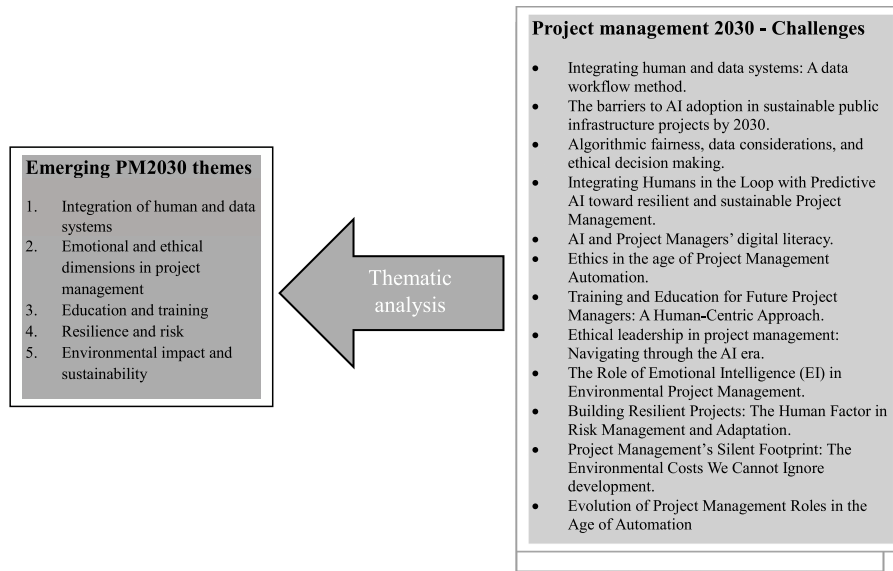 Emerging PM2030 themes
1. Integration of human and data
systems
2. Emotional and ethical
dimensions in project
management
3. Education and training
4. Resilience and risk
5. Environmental impact and
sustainability
Thematic
analysis
Project management 2030 - Challenges
• Integrating human and data systems: A data
workflow method.
• The barriers to AI adoption in sustainable public
infrastructure projects by 2030.
• Algorithmic fairness, data considerations, and
ethical decision making.
• Integrating Humans in the Loop with Predictive
AI toward resilient and sustainable Project
Management.
• AI and Project Managers’ digital literacy.
• Ethics in the age of Project Management
Automation.
• Training and Education for Future Project
Managers: A Human-Centric Approach.
• Ethical leadership in project management:
Navigating through the AI era.
• The Role of Emotional Intelligence (EI) in
Environmental Project Management.
• Building Resilient Projects: The Human Factor in
Risk Management and Adaptation.
• Project Management’s Silent Footprint: The
Environmental Costs We Cannot Ignore
development.
• Evolution of Project Management Roles in the
Age of Automation